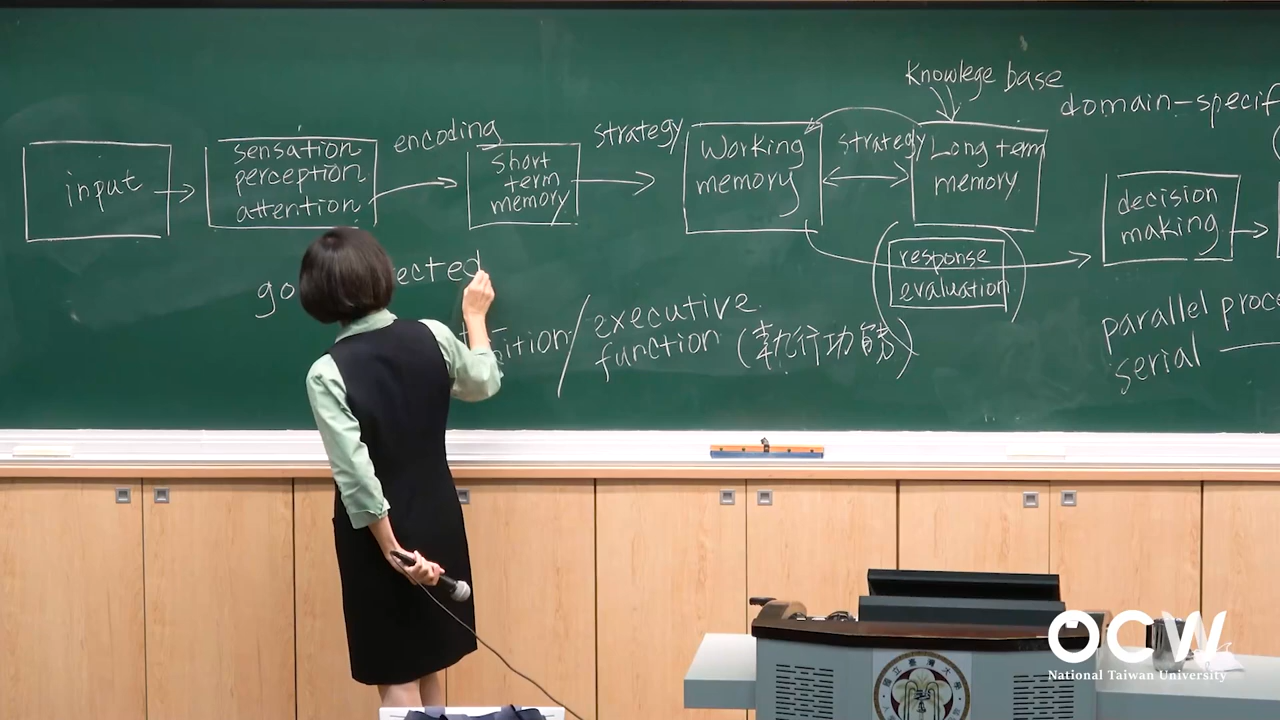 Knowlege base
domain-specif
encoding
strategy
strategy
input
sensation
perception
attention
short
term
memory
Working
memory
Long term
memory
decision
making
response
evaluation
go
ected
executive
function (執行功能)
parallel proc
serial
OCW
National Taiwan University